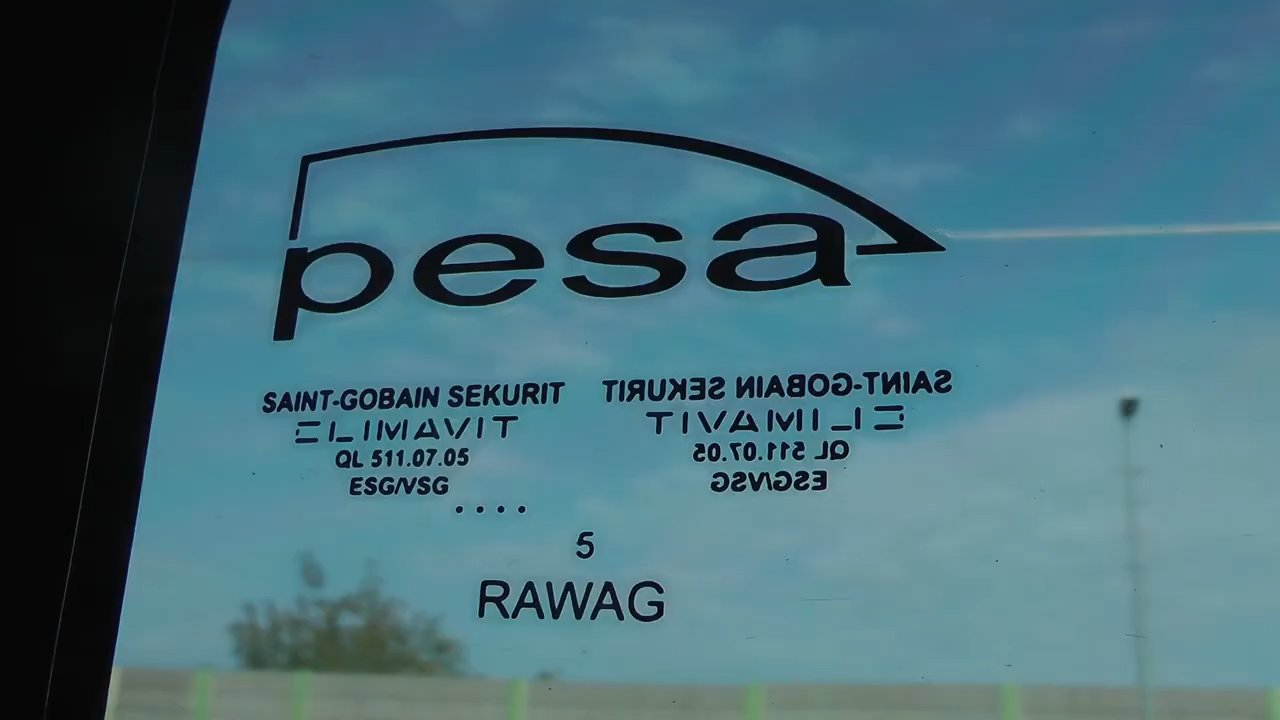 pesa
SAINT-GOBAIN SEKURIT
CLIMAVIT
QL 511.07.05
ESG/VSG
SAINT-GOBAIN SEKURIT
CLIMAVIT
QL 511.07.05
ESG/VSG
. . . .
5
RAWAG